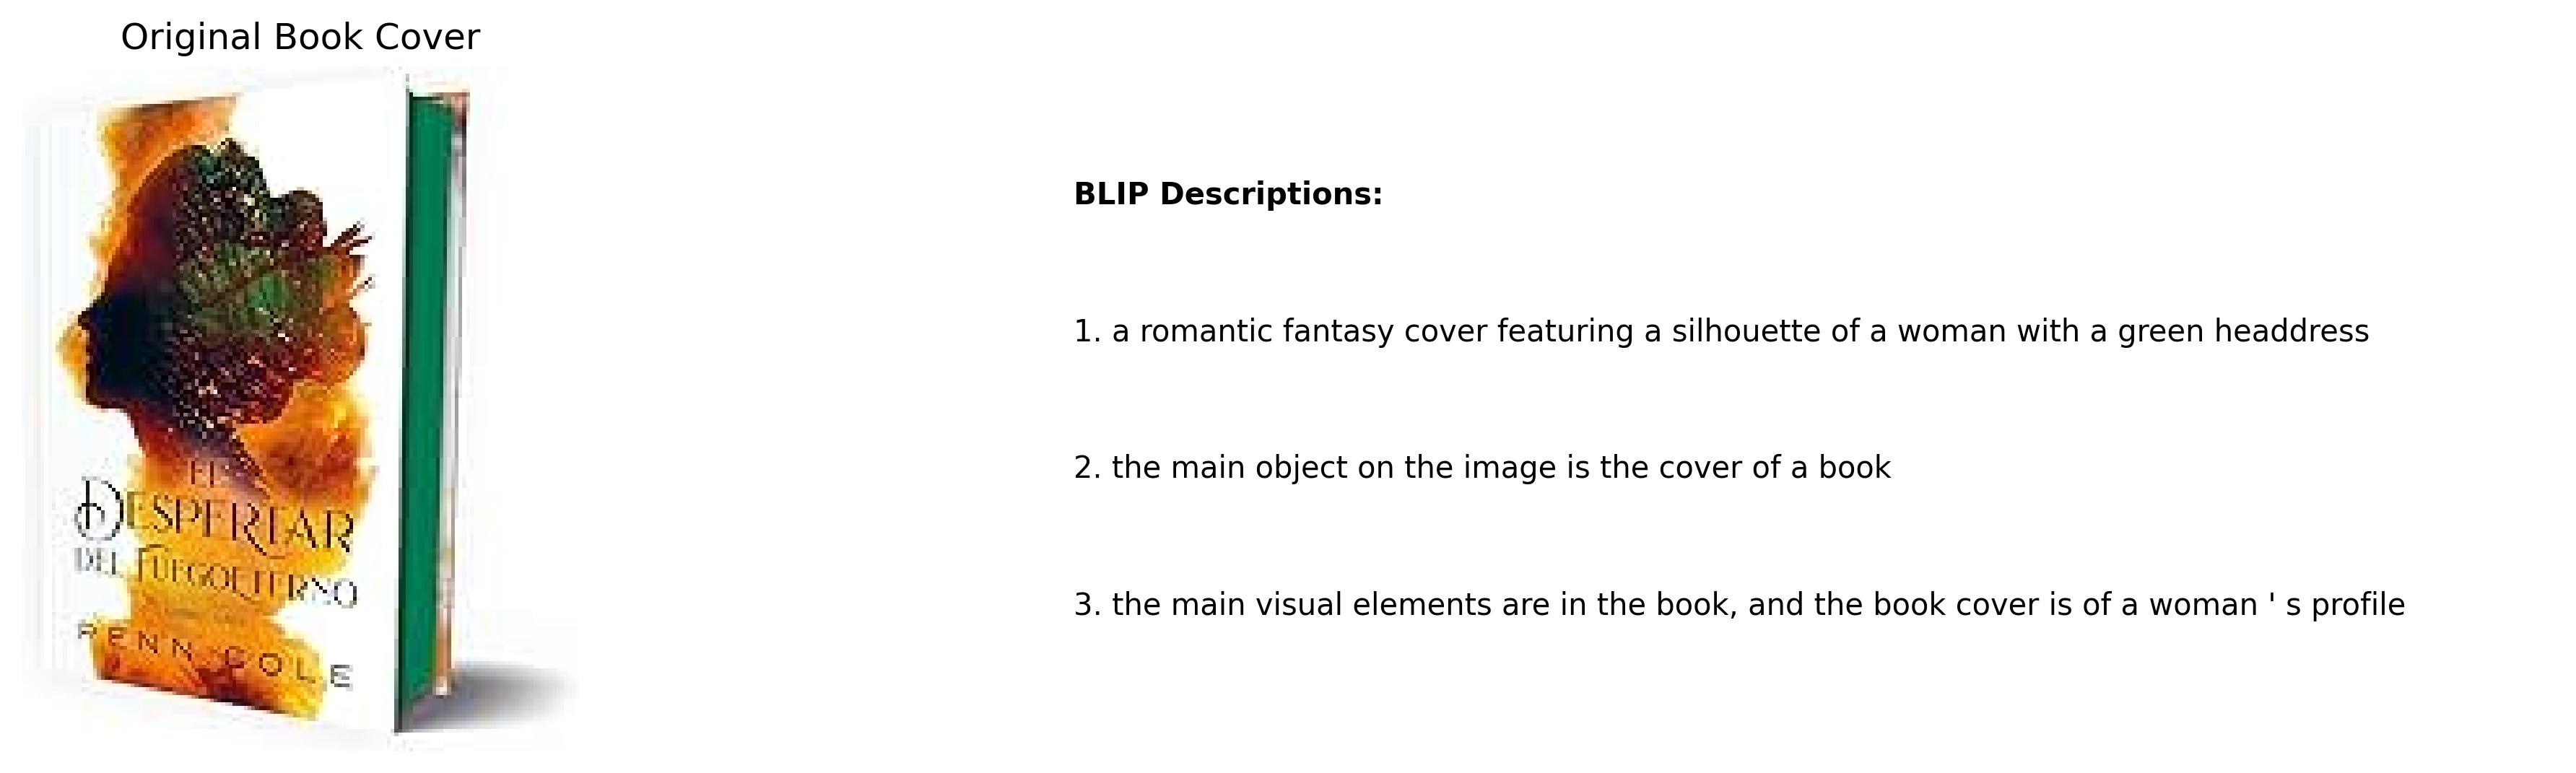 Original Book Cover
EL
DESPERTAR
DEL FUEGOETERNO
PENN COLE
BLIP Descriptions:
1. a romantic fantasy cover featuring a silhouette of a woman with a green headdress
2. the main object on the image is the cover of a book
3. the main visual elements are in the book, and the book cover is of a woman ' s profile